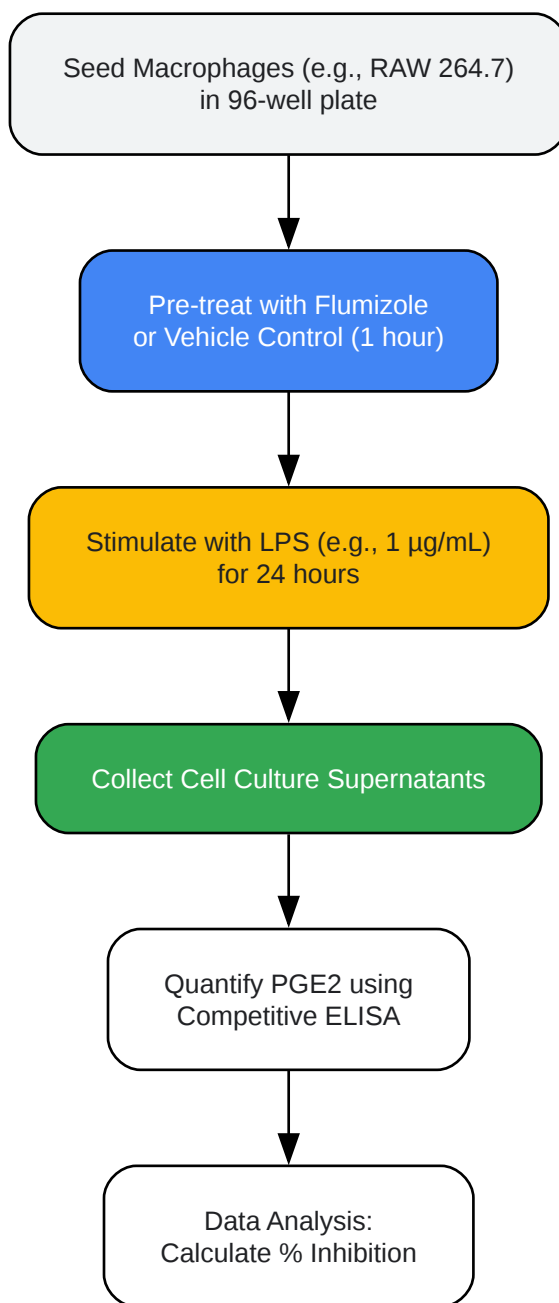 Seed Macrophages (e.g., RAW 264.7)
in 96-well plate
Pre-treat with Flumizole
or Vehicle Control (1 hour)
Stimulate with LPS (e.g., 1 µg/mL)
for 24 hours
Collect Cell Culture Supernatants
Quantify PGE2 using
Competitive ELISA
Data Analysis:
Calculate % Inhibition